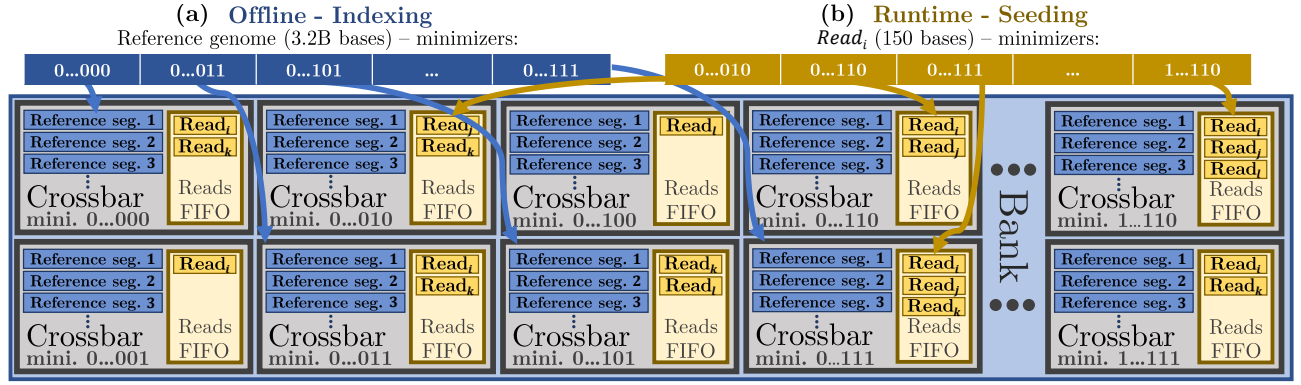 (a) Offline - Indexing
Reference genome (3.2B bases) – minimizers:
0...000 0...011 0...101 ... 0...111
(b) Runtime - Seeding
Read_i (150 bases) – minimizers:
0...010 0...110 0...111 ... 1...110
Reference seg. 1
Reference seg. 2
Reference seg. 3
Crossbar
mini. 0...000
Read_i
Read_k
Reads
FIFO
Reference seg. 1
Reference seg. 2
Reference seg. 3
Crossbar
mini. 0...010
Read_j
Read_k
Reads
FIFO
Reference seg. 1
Reference seg. 2
Reference seg. 3
Crossbar
mini. 0...100
Read_l
Reads
FIFO
Reference seg. 1
Reference seg. 2
Reference seg. 3
Crossbar
mini. 0...110
Read_i
Read_j
Reads
FIFO
Bank
Reference seg. 1
Reference seg. 2
Reference seg. 3
Crossbar
mini. 1...110
Read_i
Read_j
Read_l
Reads
FIFO
Reference seg. 1
Reference seg. 2
Reference seg. 3
Crossbar
mini. 0...001
Read_i
Reads
FIFO
Reference seg. 1
Reference seg. 2
Reference seg. 3
Crossbar
mini. 0...011
Read_i
Read_k
Reads
FIFO
Reference seg. 1
Reference seg. 2
Reference seg. 3
Crossbar
mini. 0...101
Read_k
Read_l
Reads
FIFO
Reference seg. 1
Reference seg. 2
Reference seg. 3
Crossbar
mini. 0...111
Read_i
Read_j
Read_k
Reads
FIFO
Reference seg. 1
Reference seg. 2
Reference seg. 3
Crossbar
mini. 1...111
Read_i
Read_k
Reads
FIFO